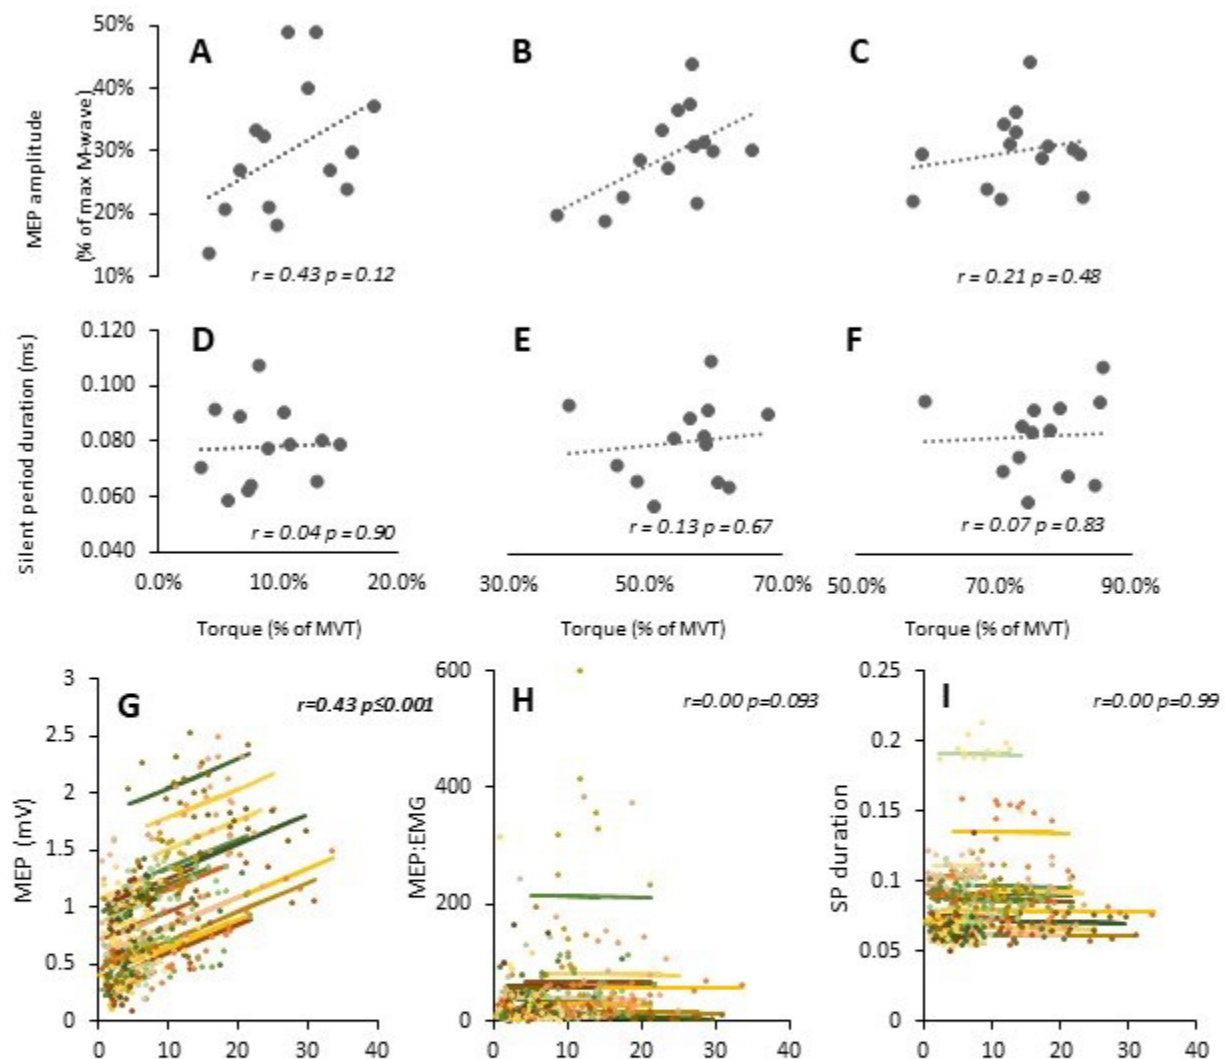 50%
40%
30%
20%
10%
MEP amplitude
(% of max M-wave)
A
r = 0.43 p = 0.12
B
C
r = 0.21 p = 0.48
0.120
0.100
0.080
0.060
0.040
Silent period duration (ms)
D
r = 0.04 p = 0.90
E
r = 0.13 p = 0.67
F
r = 0.07 p = 0.83
0.0% 10.0% 20.0%
30.0% 50.0% 70.0%
50.0% 70.0% 90.0%
Torque (% of MVT)
Torque (% of MVT)
Torque (% of MVT)
3
2.5
2
1.5
1
0.5
0
MEP (mV)
G
r=0.43 p≤0.001
0 10 20 30 40
600
400
200
0
MEP:EMG
H
r=0.00 p=0.093
0 10 20 30 40
0.25
0.2
0.15
0.1
0.05
0
SP duration
I
r=0.00 p=0.99
0 10 20 30 40